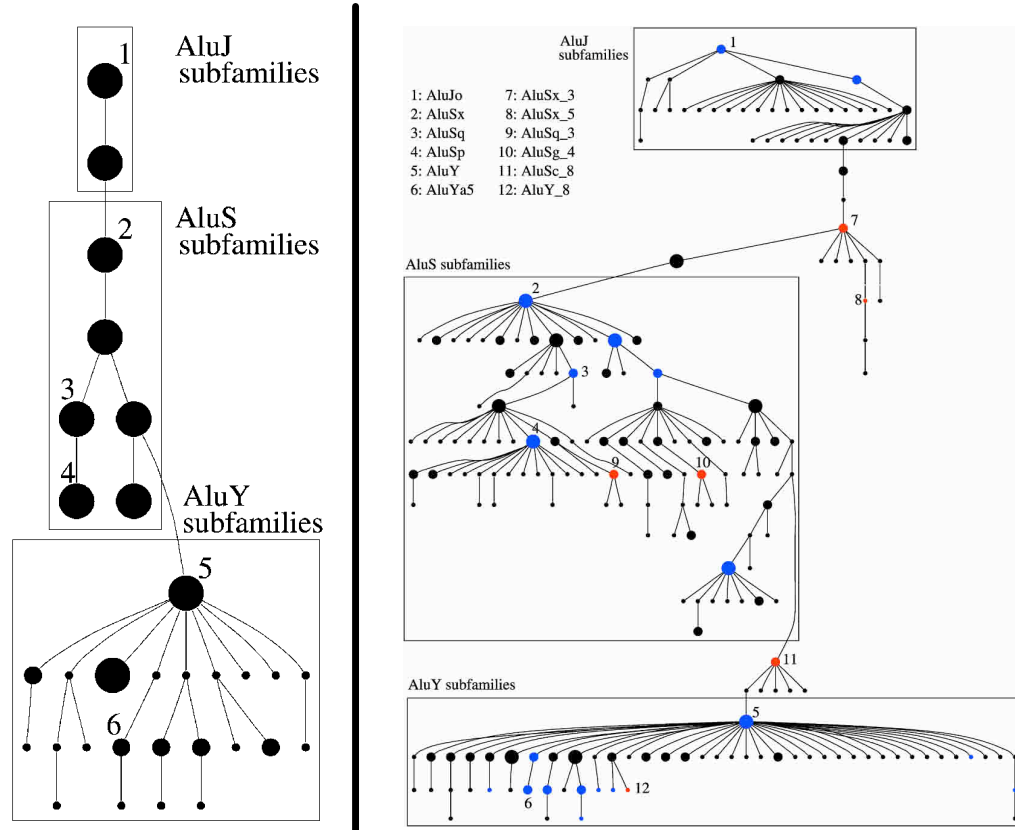 1
AluJ
subfamilies
2
AluS
subfamilies
3
4
AluY
subfamilies
5
6
AluJ
subfamilies
1
1: AluJo 7: AluSx_3
2: AluSx 8: AluSx_5
3: AluSq 9: AluSq_3
4: AluSp 10: AluSg_4
5: AluY 11: AluSc_8
6: AluYa5 12: AluY_8
7
AluS subfamilies
2
8
3
4
9
10
11
AluY subfamilies
5
6
12